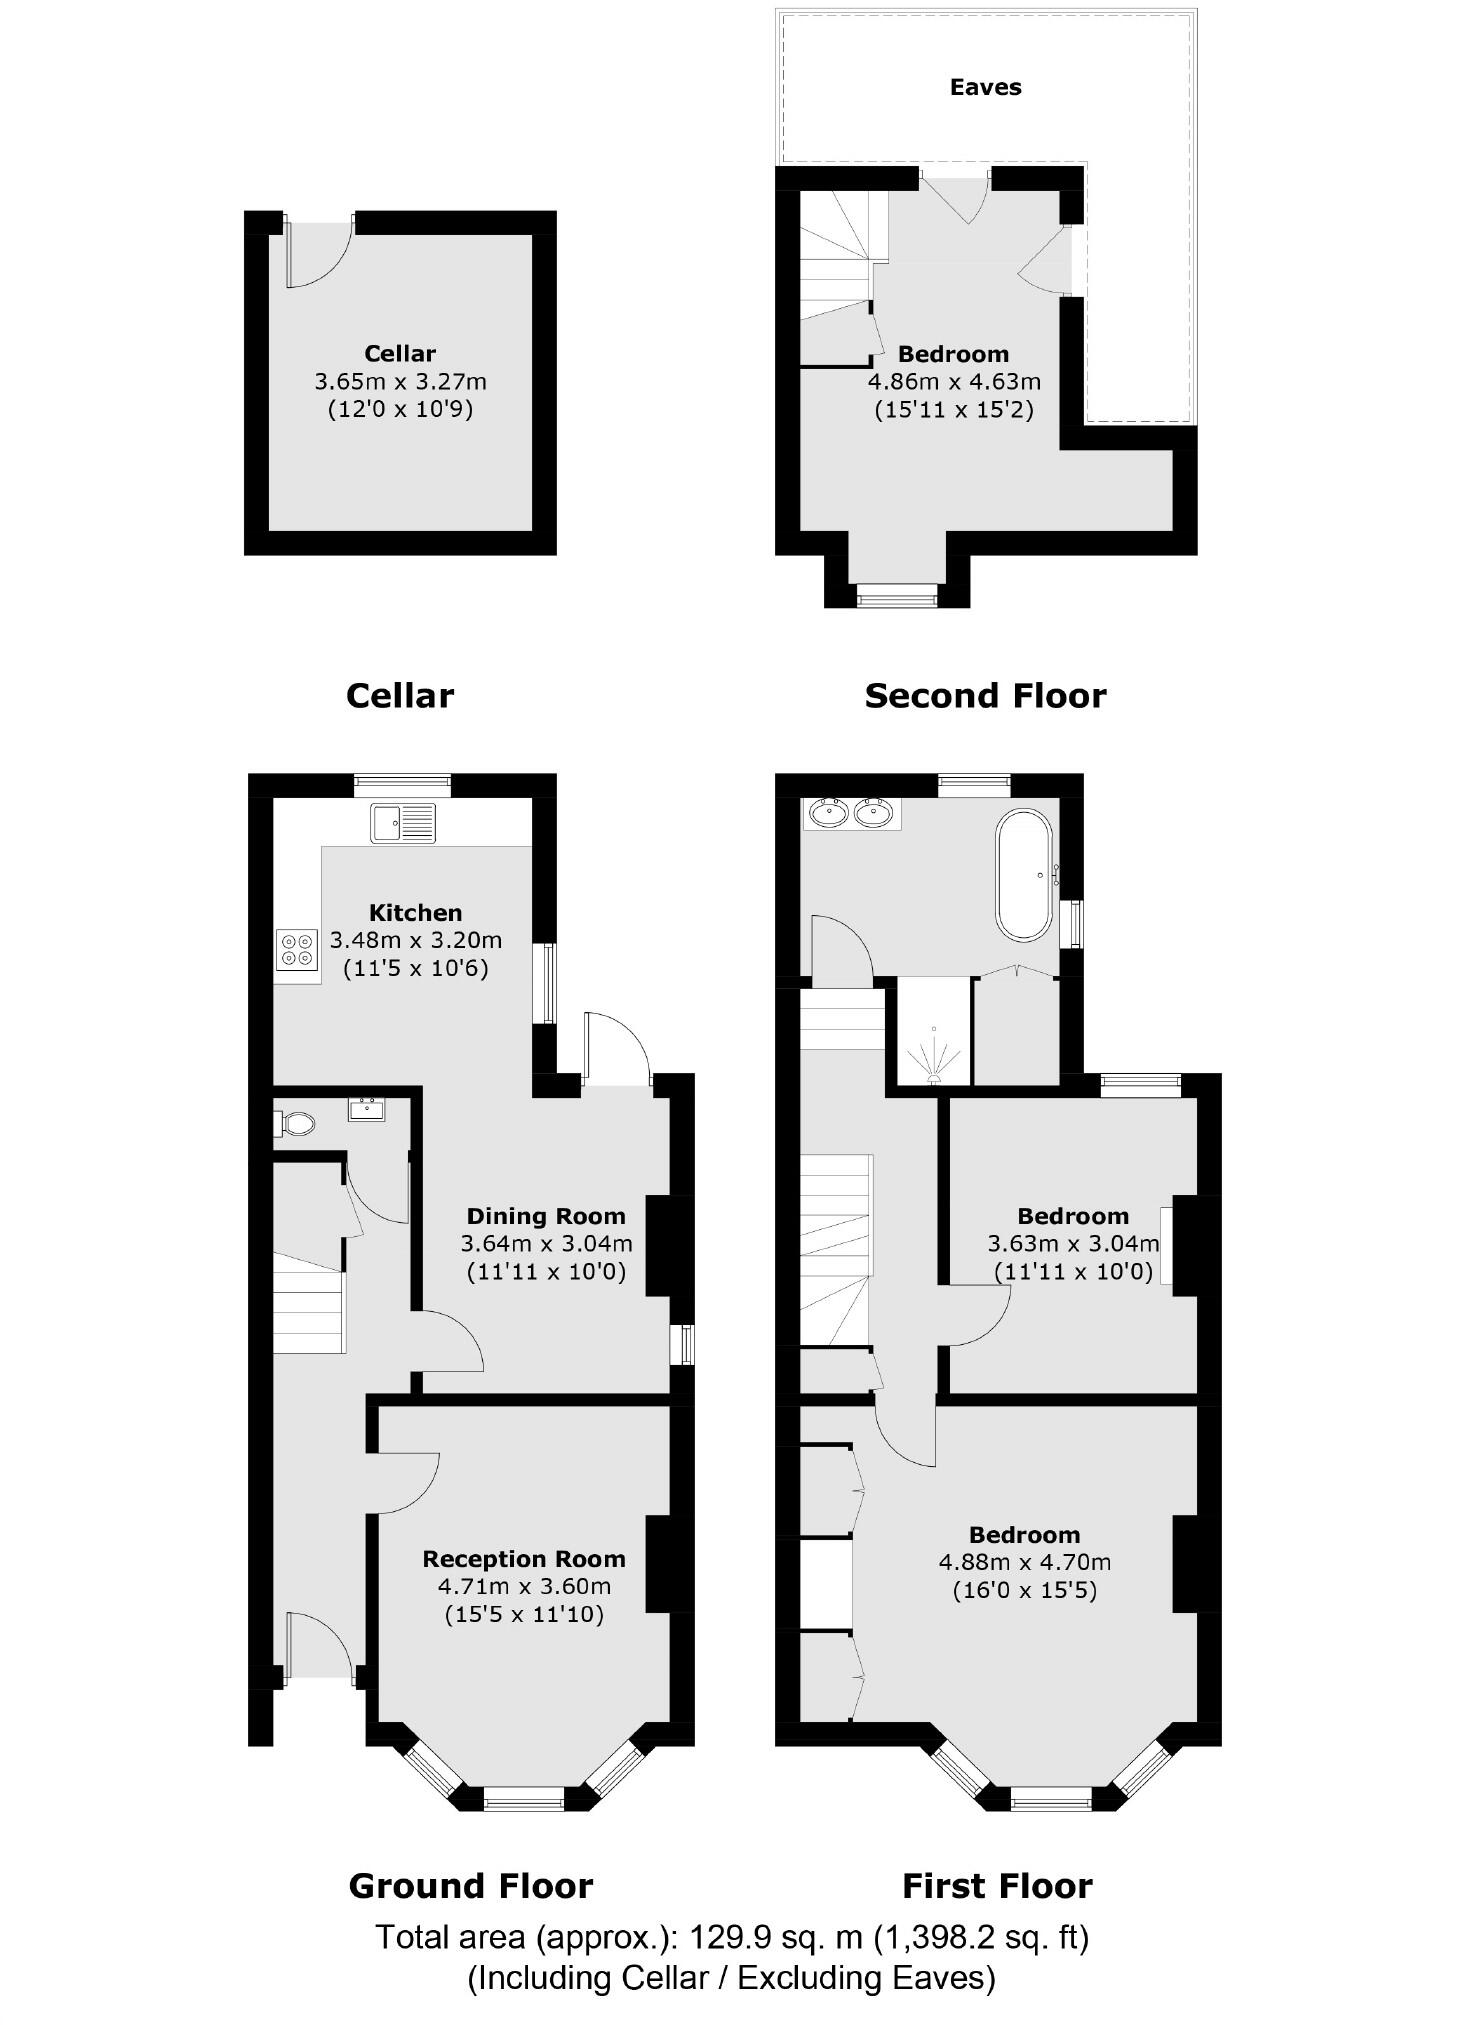 Eaves
Cellar
3.65m x 3.27m
(12'0 x 10'9)
Bedroom
4.86m x 4.63m
(15'11 x 15'2)
Cellar
Second Floor
Kitchen
3.48m x 3.20m
(11'5 x 10'6)
Dining Room
3.64m x 3.04m
(11'11 x 10'0)
Bedroom
3.63m x 3.04m
(11'11 x 10'0)
Reception Room
4.71m x 3.60m
(15'5 x 11'10)
Bedroom
4.88m x 4.70m
(16'0 x 15'5)
Ground Floor
First Floor
Total area (approx.): 129.9 sq. m (1,398.2 sq. ft)
(Including Cellar / Excluding Eaves)